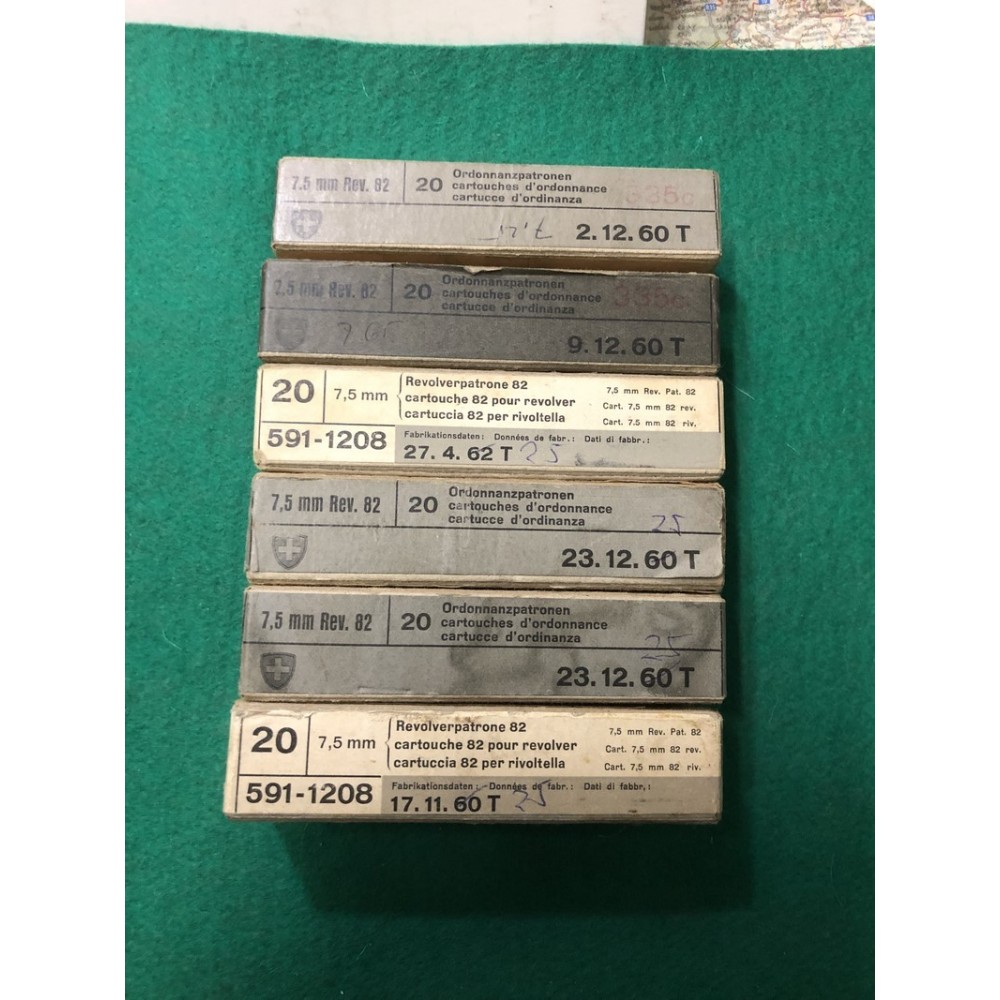 7.5 mm Rev. 82
20
Ordonnanzpatronen
cartouches d'ordonnance
cartucce d'ordinanza
335c
2.12.60 T
7.5 mm Rev. 82
20
Ordonnanzpatronen
cartouches d'ordonnance
cartucce d'ordinanza
335c
9.12.60 T
20
7,5 mm
Revolverpatrone 82
cartouche 82 pour revolver
cartuccia 82 per rivoltella
7,5 mm Rev. Pat. 82
Cart. 7,5 mm 82 rev.
Cart. 7.5 mm 82 riv.
591-1208
Fabrikationsdaten: Données de fabr.: Dati di fabbr.:
27. 4. 62 T 25
7,5 mm Rev. 82
20
Ordonnanzpatronen
cartouches d'ordonnance
cartucce d'ordinanza
25
23.12.60 T
7,5 mm Rev. 82
20
Ordonnanzpatronen
cartouches d'ordonnance
cartucce d'ordinanza
25
23.12.60 T
20
7,5 mm
Revolverpatrone 82
cartouche 82 pour revolver
cartuccia 82 per rivoltella
7,5 mm Rev. Pat. 82
Cart. 7,5 mm 82 rev.
Cart. 7,5 mm 82 riv.
591-1208
Fabrikationsdaten: Données de fabr.: Dati di fabbr.:
17.11.60 T 25